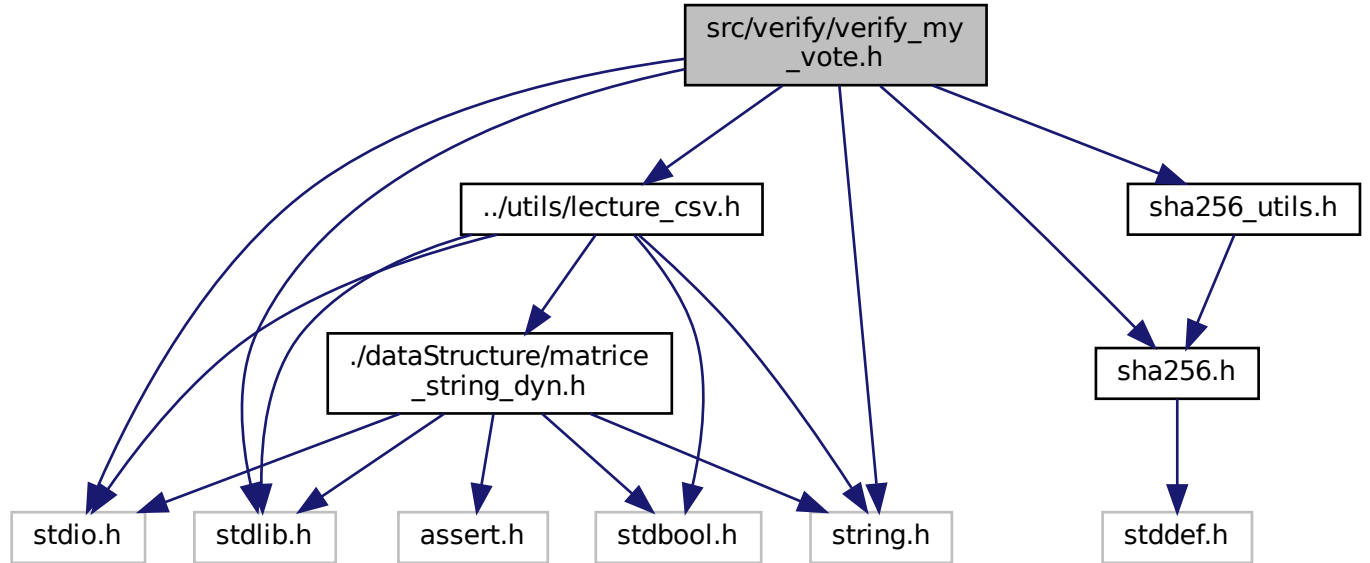 src/verify/verify_my
_vote.h
../utils/lecture_csv.h
sha256_utils.h
./dataStructure/matrice
_string_dyn.h
sha256.h
stdio.h
stdlib.h
assert.h
stdbool.h
string.h
stddef.h